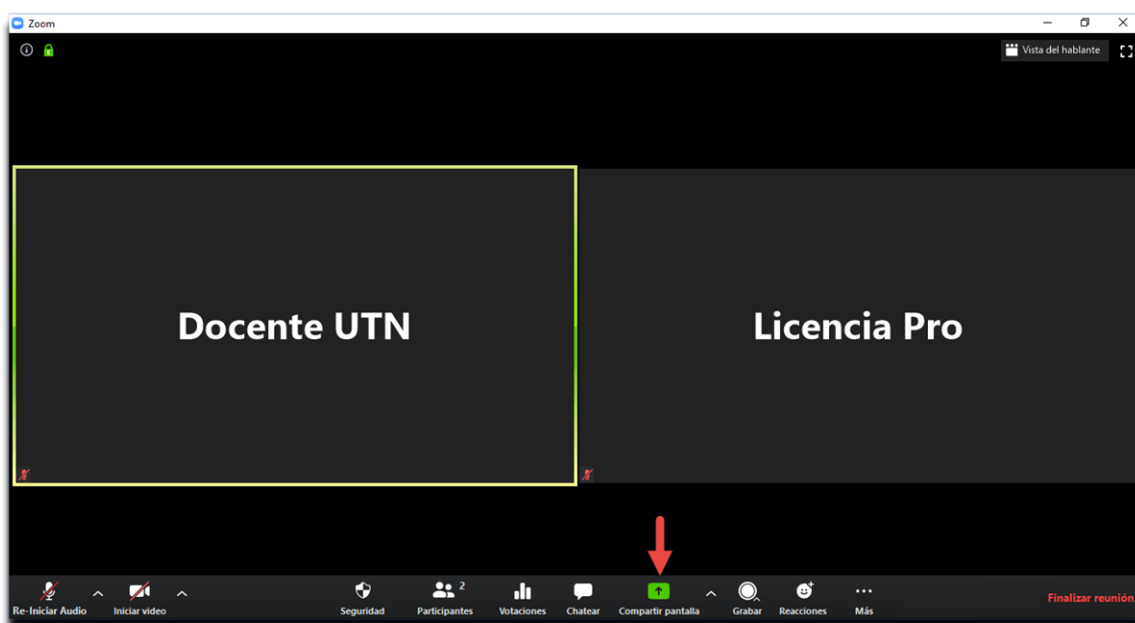 Zoom
Vista del hablante
Docente UTN
Licencia Pro
2
Re-Iniciar Audio
Iniciar video
Seguridad
Participantes
Votaciones
Chatear
Compartir pantalla
Grabar
Reacciones
Más
Finalizar reunión